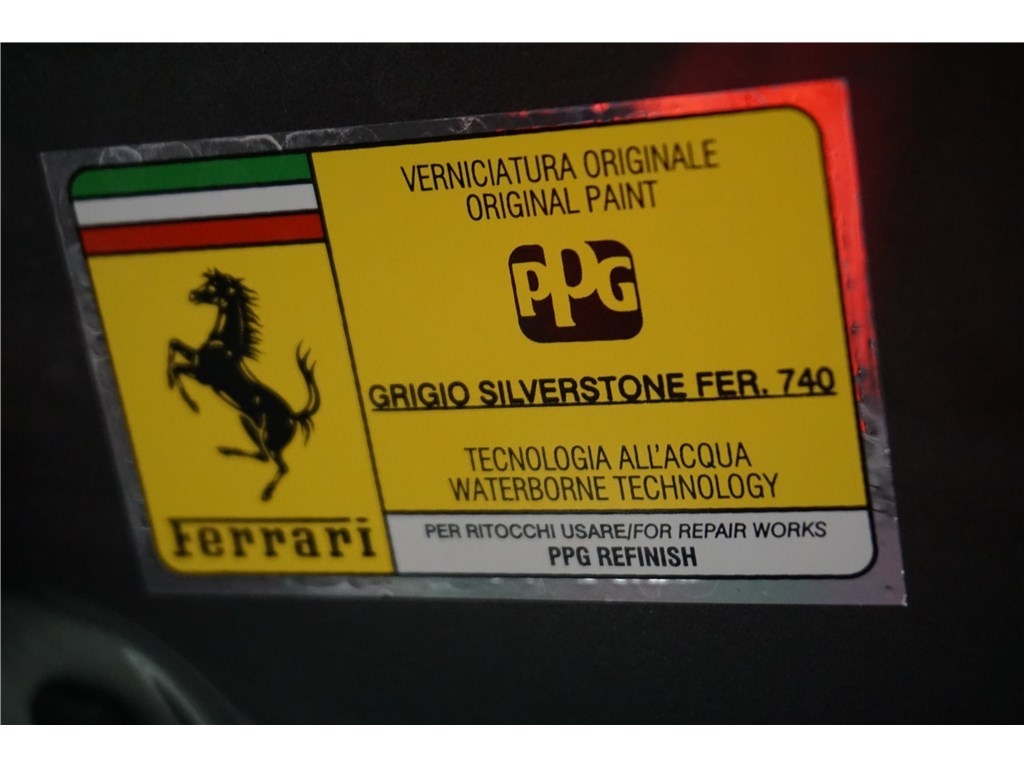 VERNICIATURA ORIGINALE
ORIGINAL PAINT
PPG
GRIGIO SILVERSTONE FER. 740
TECNOLOGIA ALL'ACQUA
WATERBORNE TECHNOLOGY
Ferrari
PER RITOCCHI USARE/FOR REPAIR WORKS
PPG REFINISH